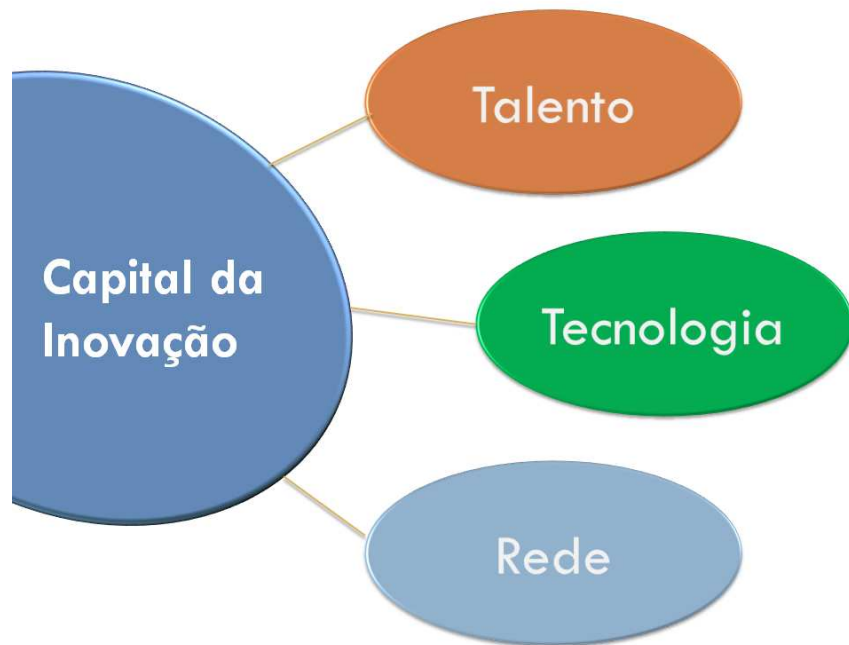 Talento
Capital da
Inovação
Tecnologia
Rede